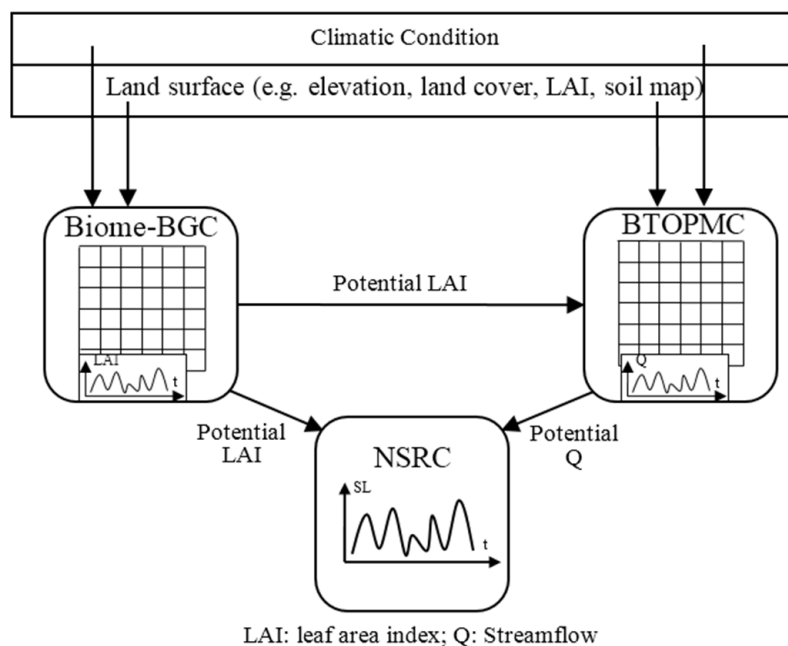 Climatic Condition
Land surface (e.g. elevation, land cover, LAI, soil map)
Biome-BGC
BTOPMC
Potential LAI
LAI
t
Q
t
Potential
LAI
Potential
Q
NSRC
SL
t
LAI: leaf area index; Q: Streamflow